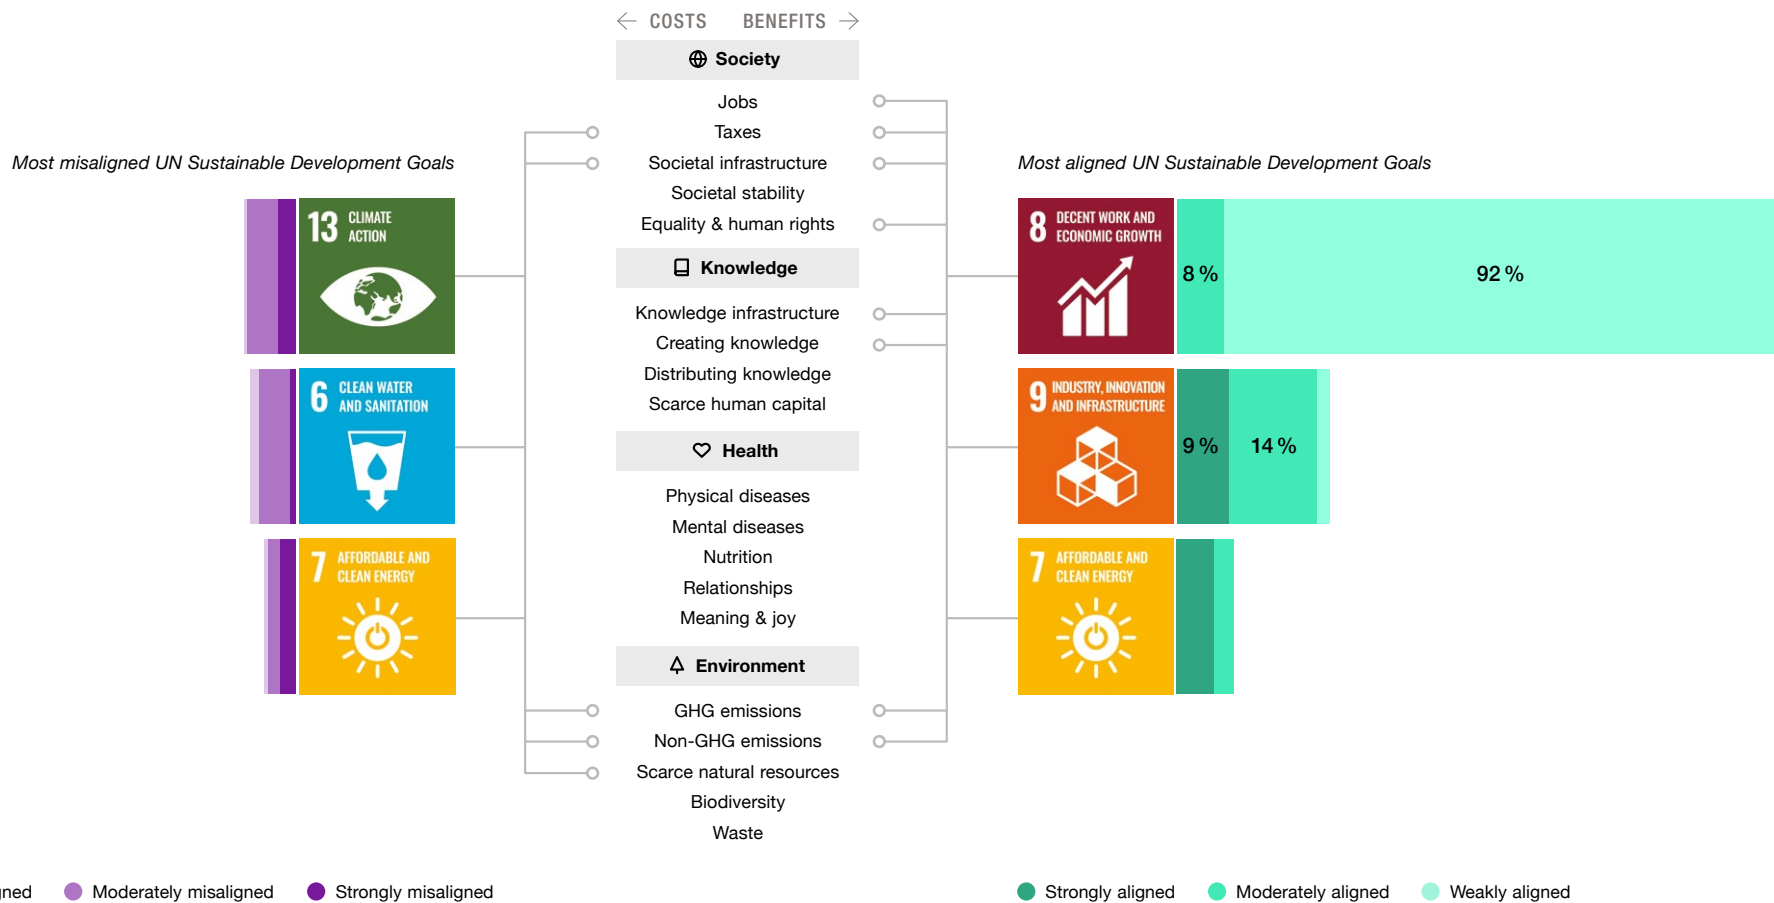 ← COSTS BENEFITS →
Society
Jobs
Taxes
Societal infrastructure
Societal stability
Equality & human rights
Knowledge
Knowledge infrastructure
Creating knowledge
Distributing knowledge
Scarce human capital
Health
Physical diseases
Mental diseases
Nutrition
Relationships
Meaning & joy
Environment
GHG emissions
Non-GHG emissions
Scarce natural resources
Biodiversity
Waste
Most misaligned UN Sustainable Development Goals
13 CLIMATE
ACTION
6 CLEAN WATER
AND SANITATION
7 AFFORDABLE AND
CLEAN ENERGY
Most aligned UN Sustainable Development Goals
8 DECENT WORK AND
ECONOMIC GROWTH
8 % 92 %
9 INDUSTRY, INNOVATION
AND INFRASTRUCTURE
9 % 14 %
7 AFFORDABLE AND
CLEAN ENERGY
Moderately misaligned Strongly misaligned
Strongly aligned Moderately aligned Weakly aligned